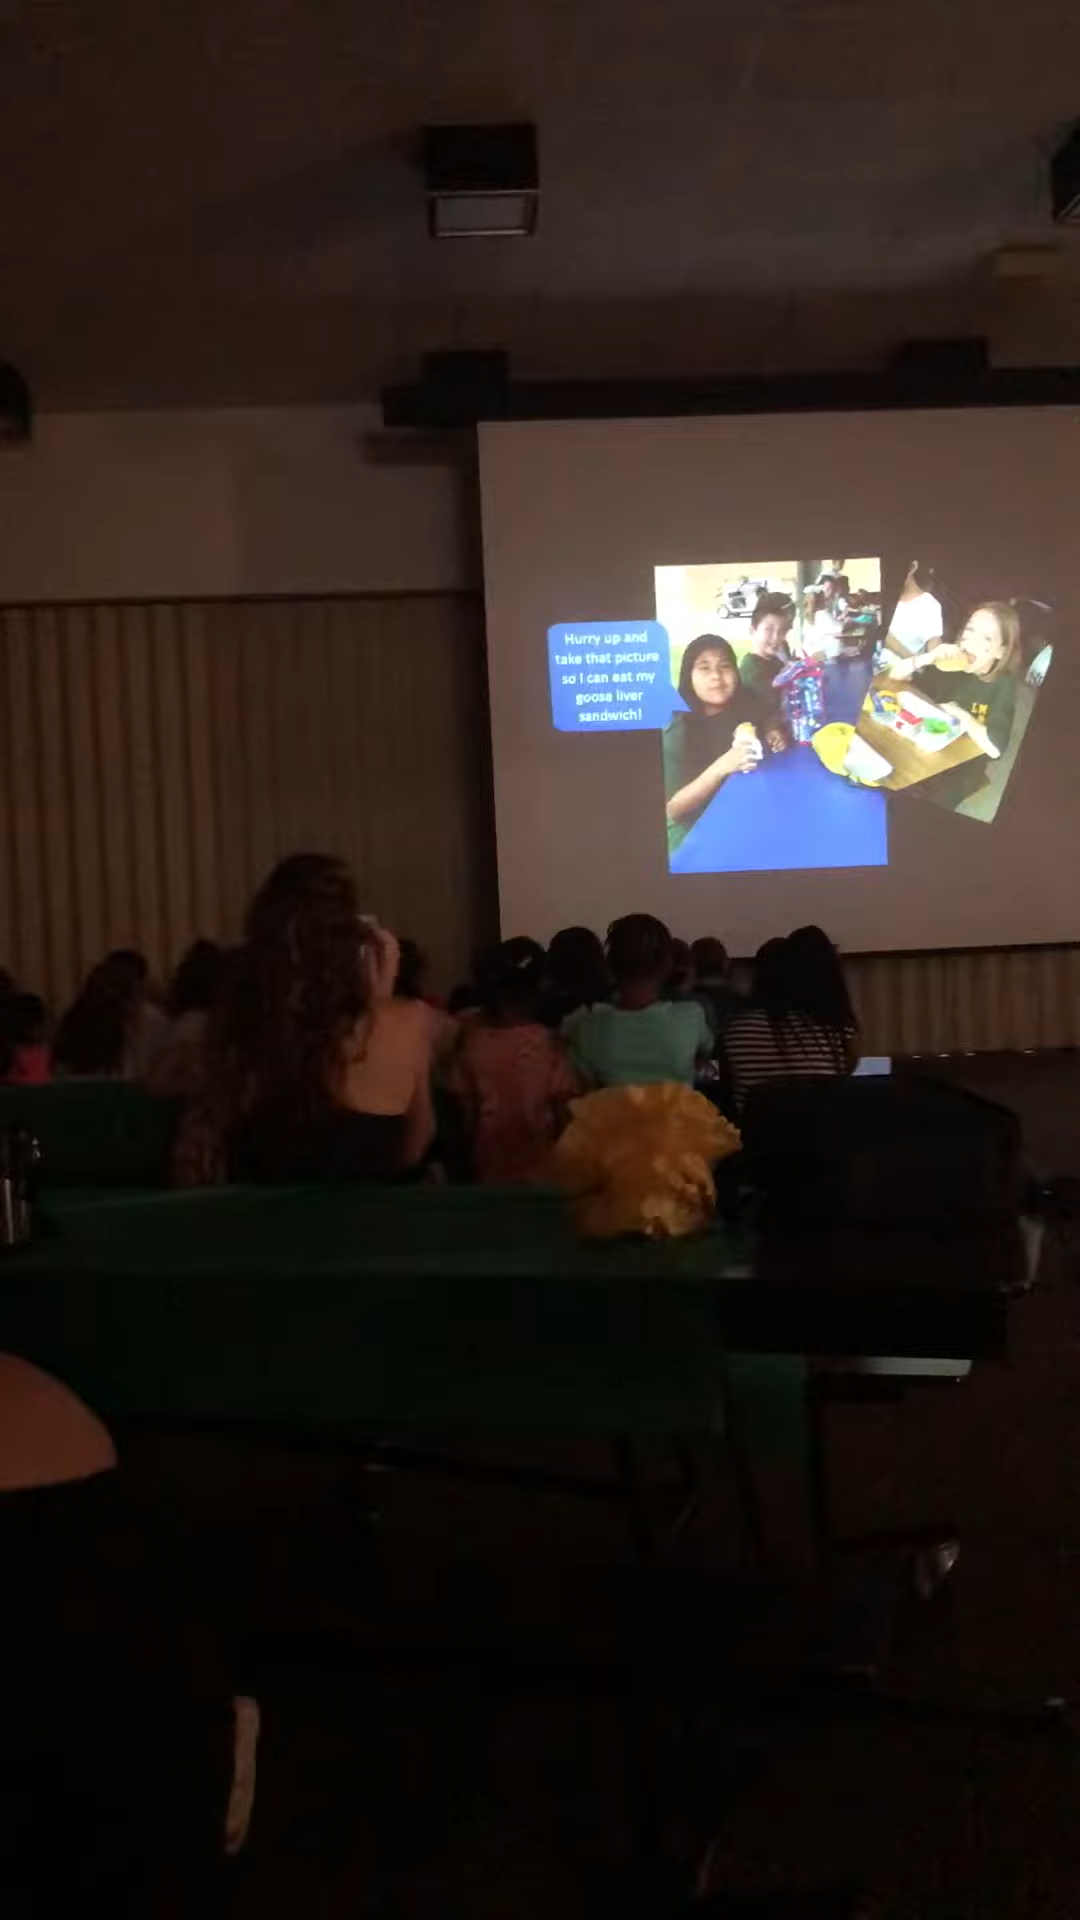 Hurry up and
take that picture
so I can eat my
goose liver
sandwich!